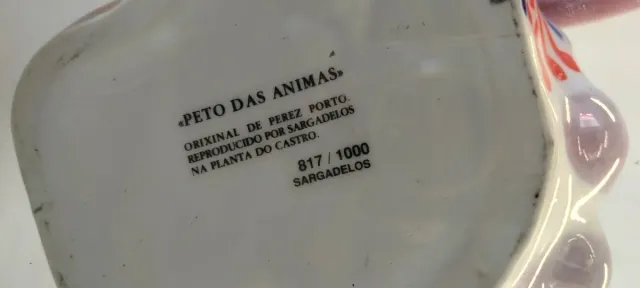 «PETO DAS ANIMAS»
ORIXINAL DE PEREZ PORTO.
REPRODUCIDO POR SARGADELOS
NA PLANTA DO CASTRO.
817 / 1000
SARGADELOS